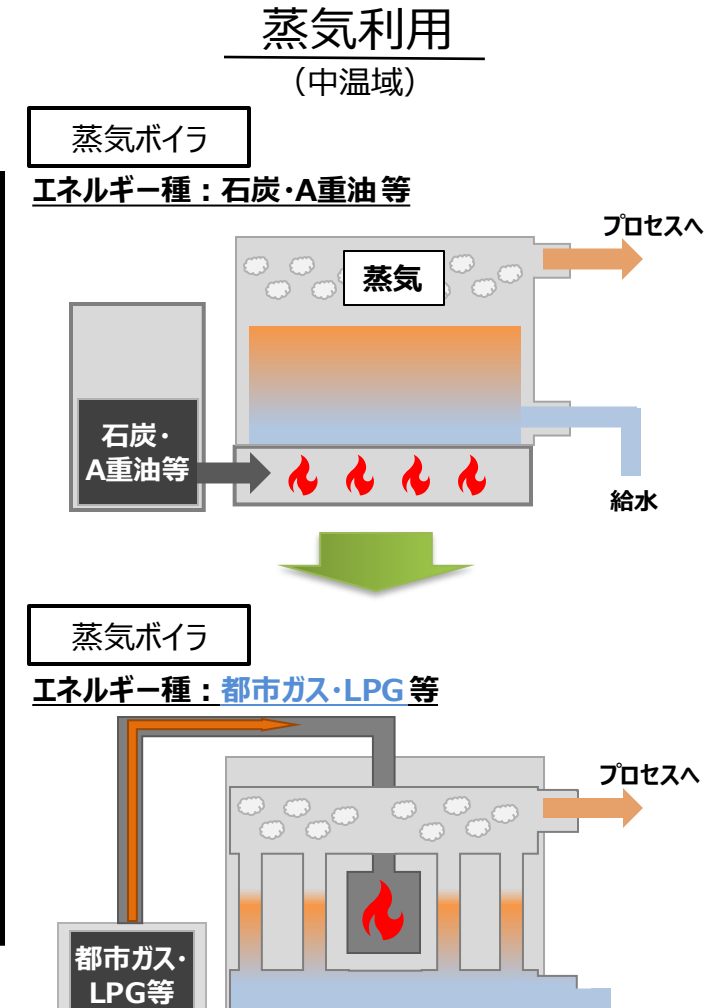 蒸気利用
（中温域）
蒸気ボイラ
エネルギー種：石炭・A重油 等
プロセスへ
蒸気
石炭・
A重油等
給水
蒸気ボイラ
エネルギー種：都市ガス・LPG 等
プロセスへ
都市ガス・
LPG等